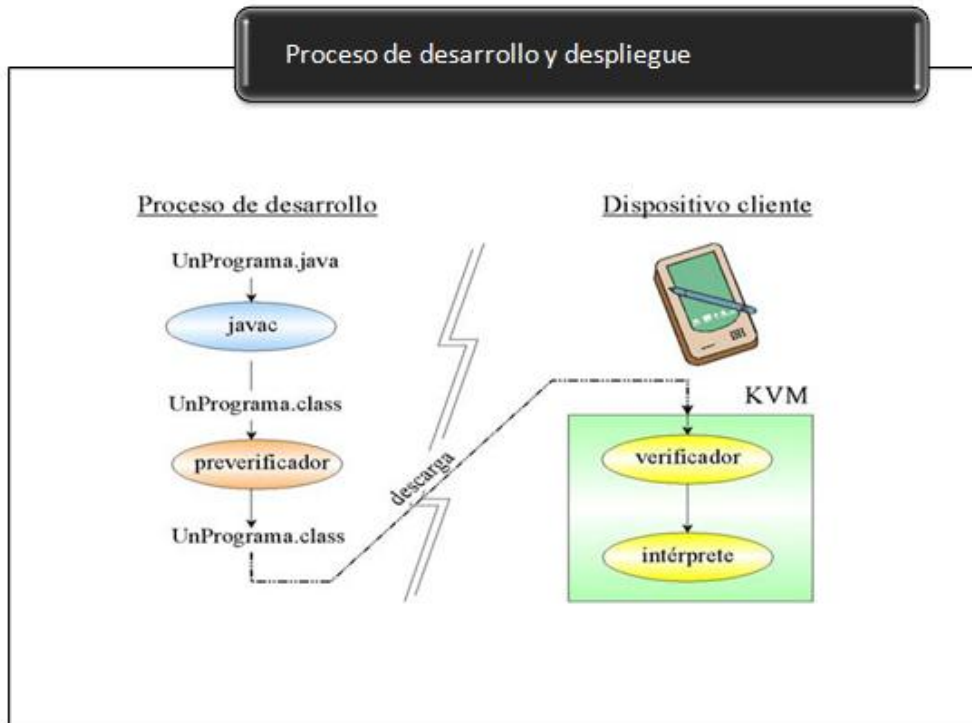 Proceso de desarrollo y despliegue
Proceso de desarrollo
UnPrograma.java
javac
UnPrograma.class
preverificador
UnPrograma.class
descarga
Dispositivo cliente
KVM
verificador
intérprete